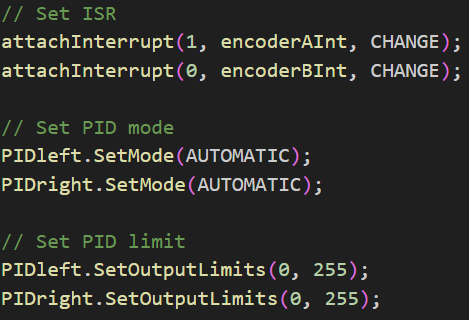 // Set ISR
attachInterrupt(1, encoderAInt, CHANGE);
attachInterrupt(0, encoderBInt, CHANGE);
// Set PID mode
PIDleft.SetMode(AUTOMATIC);
PIDright.SetMode(AUTOMATIC);
// Set PID limit
PIDleft.SetOutputLimits(0, 255);
PIDright.SetOutputLimits(0, 255);